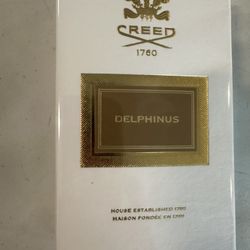 CREED
1760
DELPHINUS
HOUSE ESTABLISHED 1760
MAISON FONDÉE EN 1760